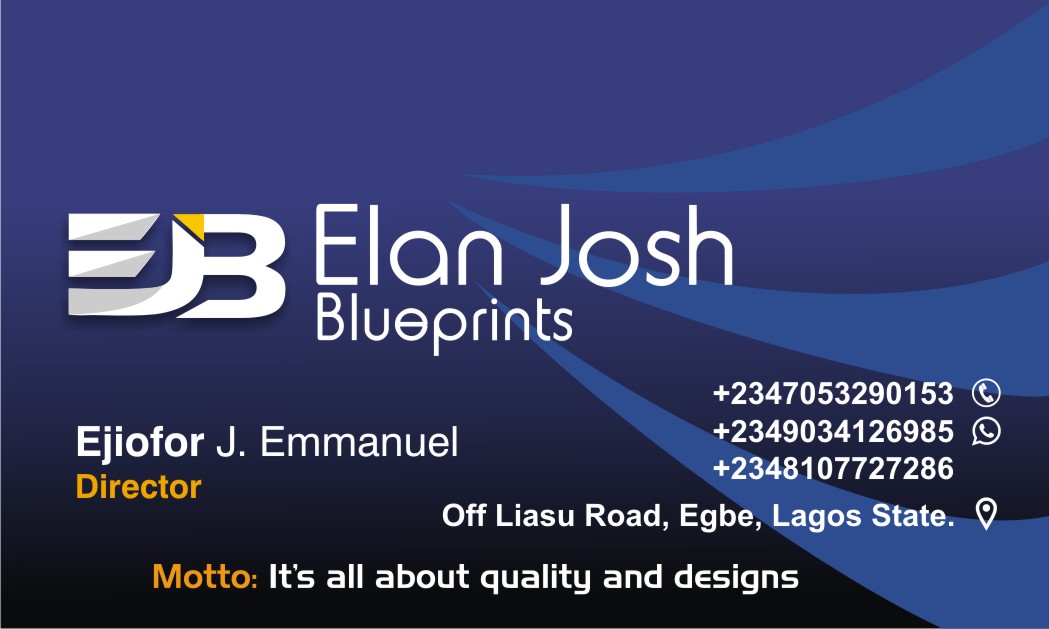 EJB
Elan Josh
Blueprints
Ejiofor J. Emmanuel
Director
+2347053290153
+2349034126985
+2348107727286
Off Liasu Road, Egbe, Lagos State.
Motto: It's all about quality and designs